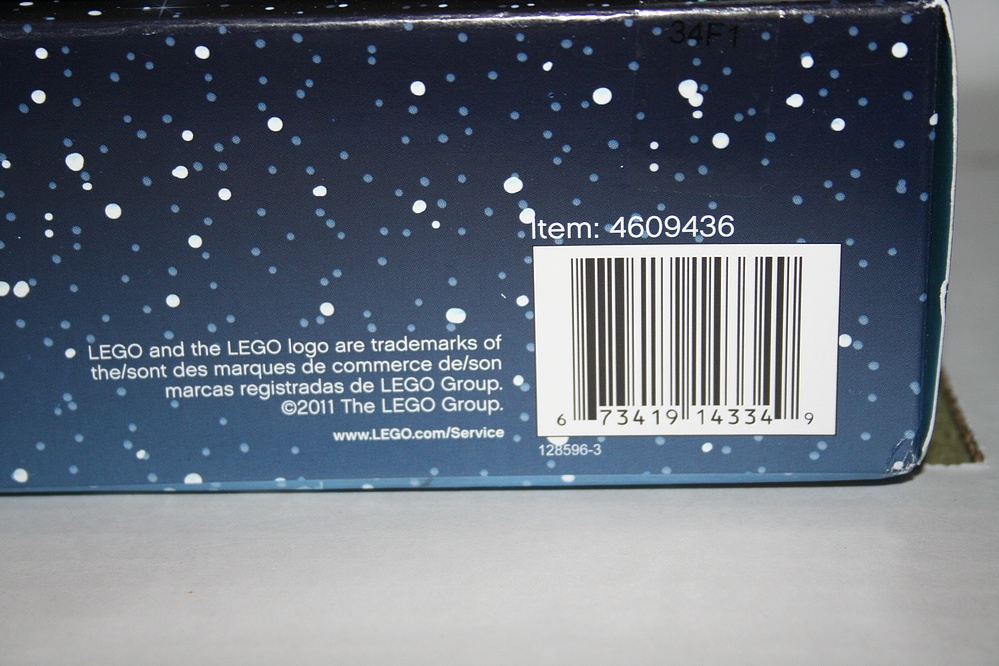 34F1
Item: 4609436
LEGO and the LEGO logo are trademarks of
the/sont des marques de commerce de/son
marcas registradas de LEGO Group.
©2011 The LEGO Group.
www.LEGO.com/Service
6 73419 14334 9
128596-3